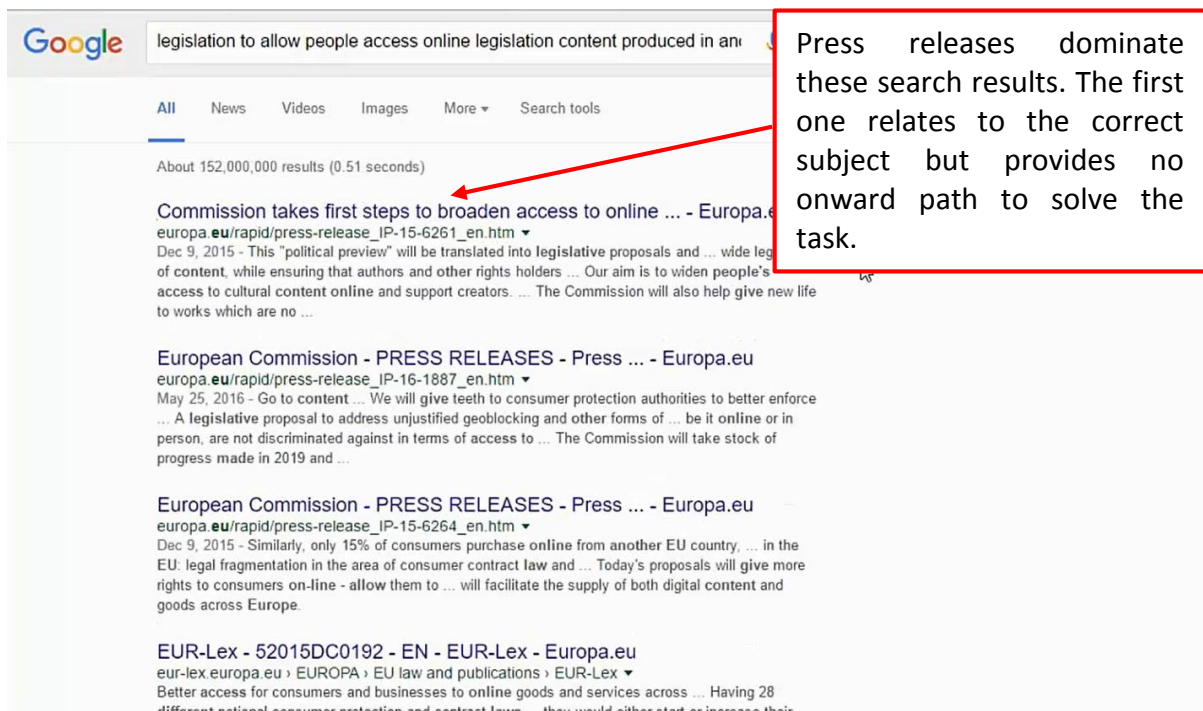 Google
legislation to allow people access online legislation content produced in an
Press releases dominate
these search results. The first
one relates to the correct
subject but provides no
onward path to solve the
task.
All News Videos Images More Search tools
About 152,000,000 results (0.51 seconds)
Commission takes first steps to broaden access to online ... - Europa.e
europa.eu/rapid/press-release_IP-15-6261_en.htm
Dec 9, 2015 - This "political preview" will be translated into legislative proposals and ... wide leg
of content, while ensuring that authors and other rights holders ... Our aim is to widen people's
access to cultural content online and support creators. ... The Commission will also help give new life
to works which are no ...
European Commission - PRESS RELEASES - Press ... - Europa.eu
europa.eu/rapid/press-release_IP-16-1887_en.htm
May 25, 2016 - Go to content ... We will give teeth to consumer protection authorities to better enforce
... A legislative proposal to address unjustified geoblocking and other forms of ... be it online or in
person, are not discriminated against in terms of access to ... The Commission will take stock of
progress made in 2019 and ...
European Commission - PRESS RELEASES - Press ... - Europa.eu
europa.eu/rapid/press-release_IP-15-6264_en.htm
Dec 9, 2015 - Similarly, only 15% of consumers purchase online from another EU country, ... in the
EU: legal fragmentation in the area of consumer contract law and ... Today's proposals will give more
rights to consumers on-line - allow them to ... will facilitate the supply of both digital content and
goods across Europe.
EUR-Lex - 52015DC0192 - EN - EUR-Lex - Europa.eu
eur-lex.europa.eu › EUROPA › EU law and publications › EUR-Lex
Better access for consumers and businesses to online goods and services across ... Having 28
different national consumer protection and contract laws ... they would either start or increase their